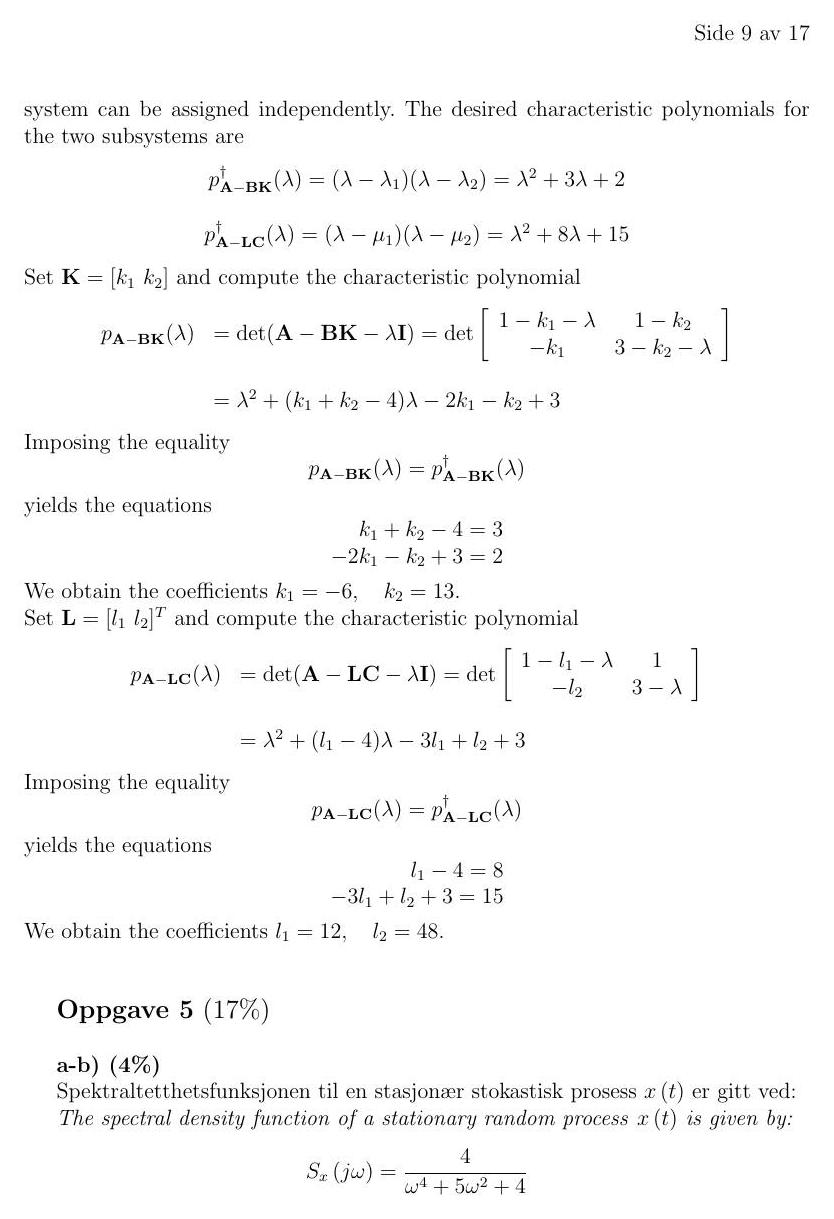 Side 9 av 17
system can be assigned independently. The desired characteristic polynomials for
the two subsystems are
p†_{A−BK}(λ) = (λ − λ₁)(λ − λ₂) = λ² + 3λ + 2
p†_{A−LC}(λ) = (λ − μ₁)(λ − μ₂) = λ² + 8λ + 15
Set K = [k₁ k₂] and compute the characteristic polynomial
p_{A−BK}(λ) = det(A − BK − λI) = det [ 1 − k₁ − λ   1 − k₂
−k₁   3 − k₂ − λ ]
= λ² + (k₁ + k₂ − 4)λ − 2k₁ − k₂ + 3
Imposing the equality
p_{A−BK}(λ) = p†_{A−BK}(λ)
yields the equations
k₁ + k₂ − 4 = 3
−2k₁ − k₂ + 3 = 2
We obtain the coefficients k₁ = −6,   k₂ = 13.
Set L = [l₁ l₂]^T and compute the characteristic polynomial
p_{A−LC}(λ) = det(A − LC − λI) = det [ 1 − l₁ − λ   1
−l₂   3 − λ ]
= λ² + (l₁ − 4)λ − 3l₁ + l₂ + 3
Imposing the equality
p_{A−LC}(λ) = p†_{A−LC}(λ)
yields the equations
l₁ − 4 = 8
−3l₁ + l₂ + 3 = 15
We obtain the coefficients l₁ = 12,   l₂ = 48.
Oppgave 5 (17%)
a-b) (4%)
Spektraltetthetsfunksjonen til en stasjonær stokastisk prosess x (t) er gitt ved:
The spectral density function of a stationary random process x (t) is given by:
S_x (jω) = 4 / (ω⁴ + 5ω² + 4)